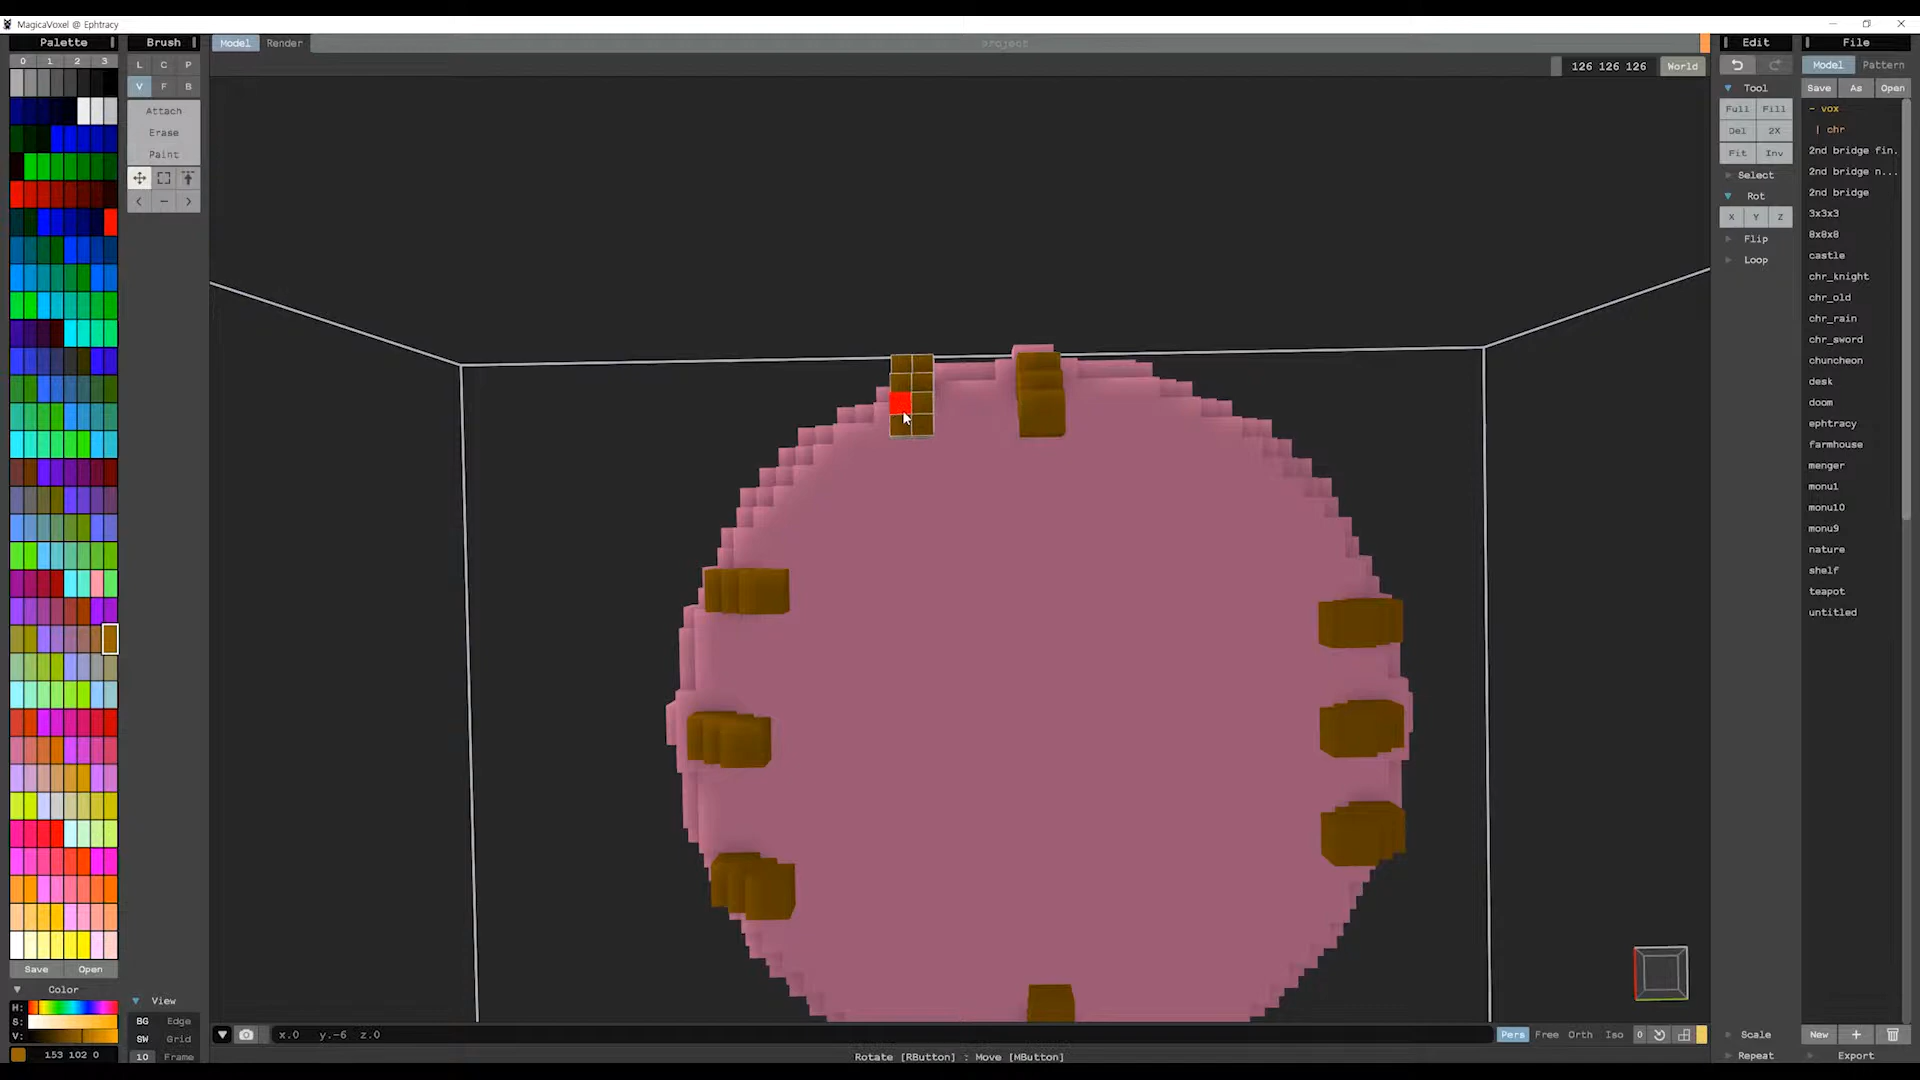 MagicaVoxel @ Ephtracy
Palette
0 1 2 3
Save Open
Color
H:
S:
V:
153 102 0
Brush
L C P
V F B
Attach
Erase
Paint
< – >
View
BG Edge
SW Grid
10 Frame
Model Render
project
126 126 126 World
x.0 y.-6 z.0
Pers Free Orth Iso 0
Rotate [RButton] : Move [MButton]
Edit
Tool
Full Fill
Del 2X
Fit Inv
Select
Rot
X Y Z
Flip
Loop
Scale
Repeat
File
Model Pattern
Save As Open
- vox
| chr
2nd bridge fin.
2nd bridge n...
2nd bridge
3x3x3
8x8x8
castle
chr_knight
chr_old
chr_rain
chr_sword
chuncheon
desk
doom
ephtracy
farmhouse
menger
monu1
monu10
monu9
nature
shelf
teapot
untitled
New +
Export